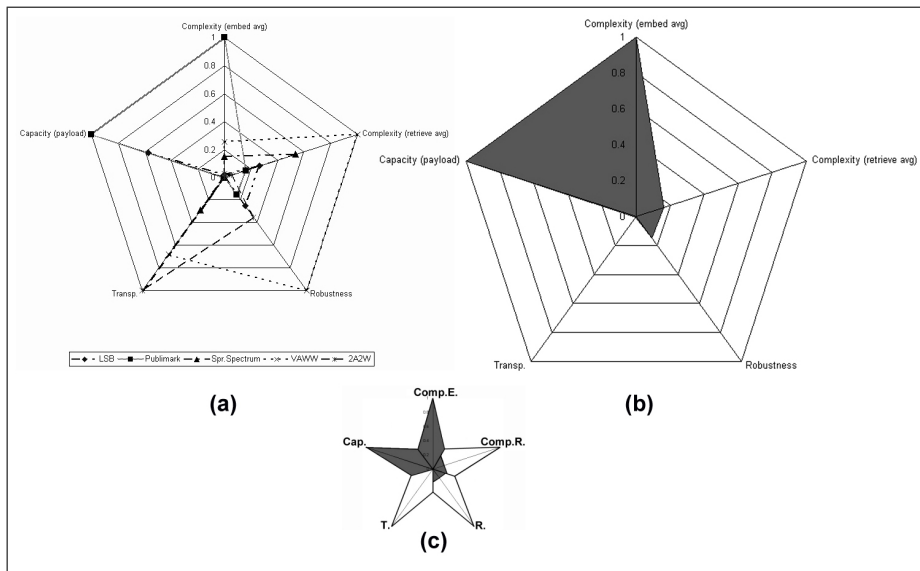 Complexity (embed avg)
1
0.8
0.6
0.4
0.2
0
Capacity (payload)
Complexity (retrieve avg)
Transp.
Robustness
LSB Publimark Spr.Spectrum VAWW 2A2W
(a)
Complexity (embed avg)
1
0.8
0.6
0.4
0.2
0
Capacity (payload)
Complexity (retrieve avg)
Transp.
Robustness
(b)
Comp.E.
Cap.
Comp.R.
T.
R.
(c)